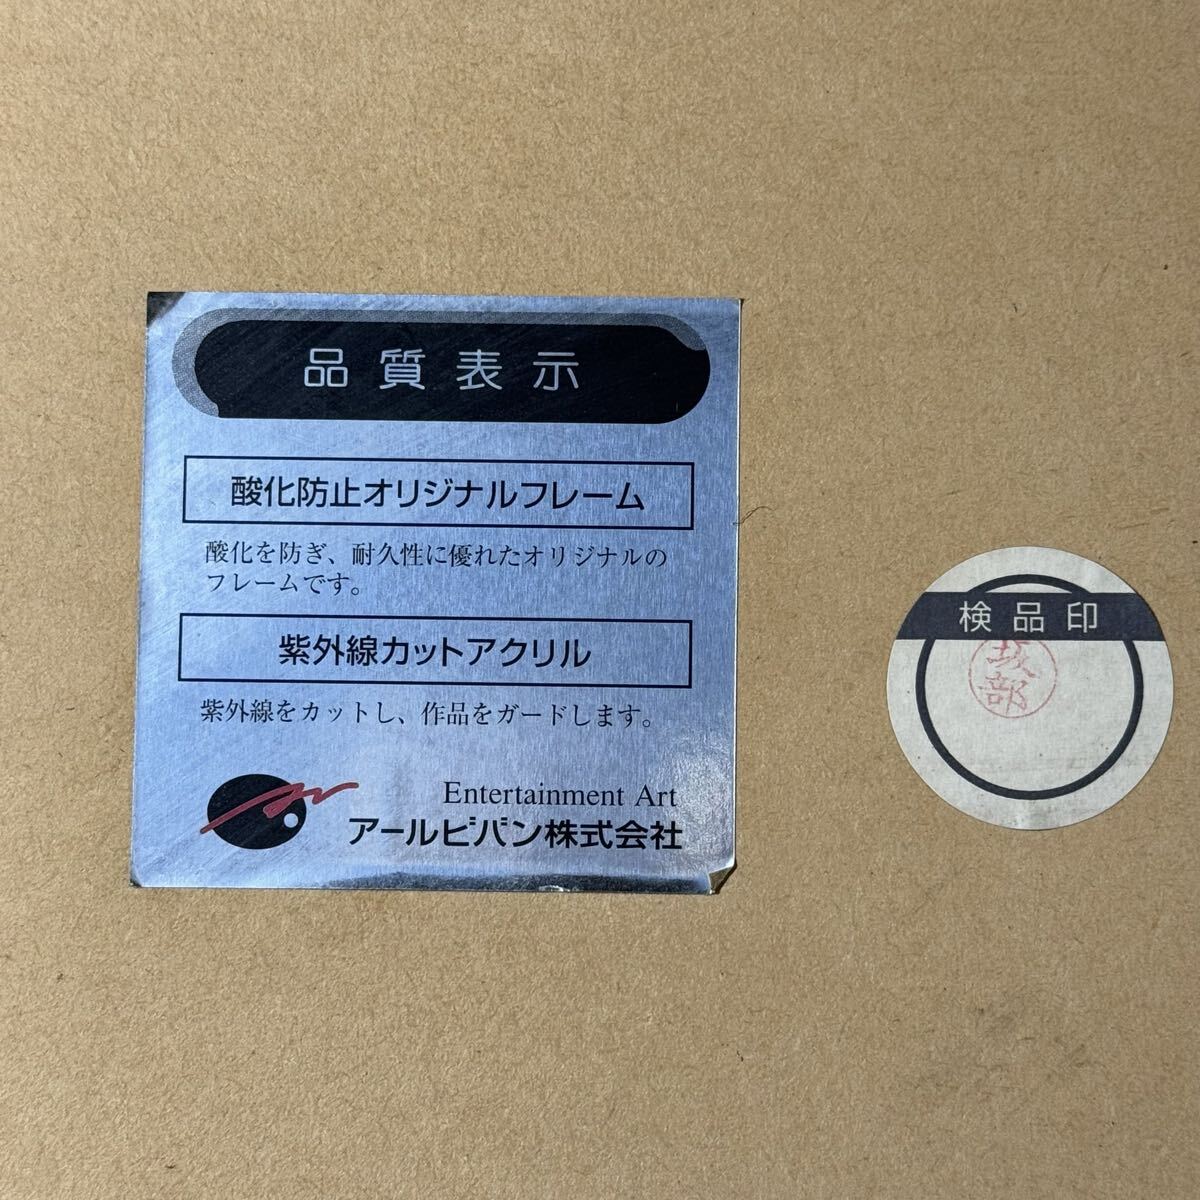 品質表示
酸化防止オリジナルフレーム
酸化を防ぎ、耐久性に優れたオリジナルの
フレームです。
紫外線カットアクリル
紫外線をカットし、作品をガードします。
Entertainment Art
アールビバン株式会社
検品印
坂部